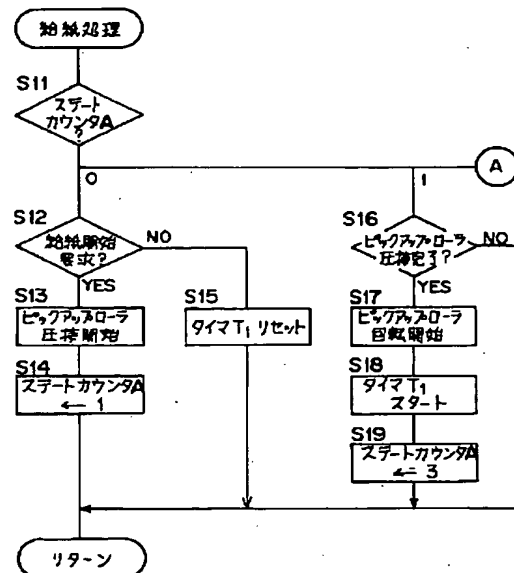 給紙処理
S11
ステート
カウンタA
?
A
0
1
S12
給紙開始
要求?
NO
YES
S13
ピックアップローラ
圧接開始
S14
ステートカウンタA
← 1
S15
タイマT₁ リセット
S16
ピックアップローラ
圧接完了?
NO
YES
S17
ピックアップローラ
回転開始
S18
タイマT₁
スタート
S19
ステートカウンタA
← 3
リターン